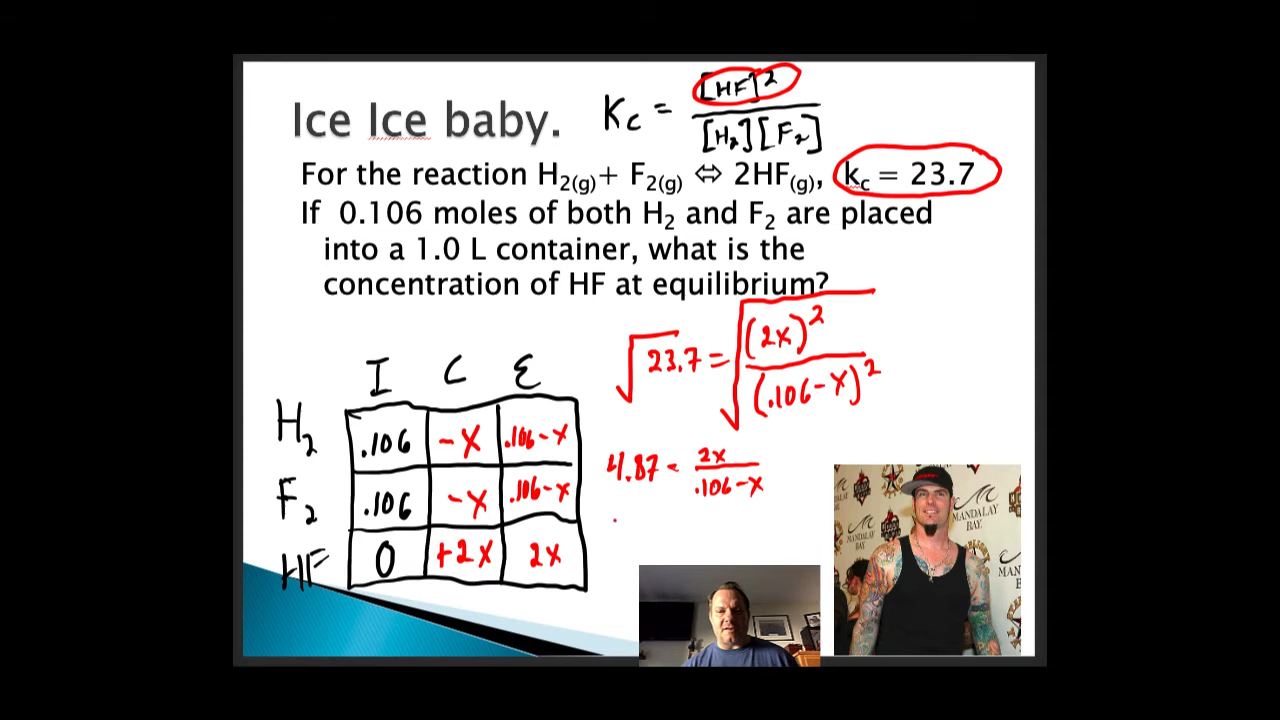 Ice Ice baby.
Kc = [HF]2 / [H2][F2]
For the reaction H2(g)+ F2(g) ⇔ 2HF(g), kc = 23.7
If 0.106 moles of both H2 and F2 are placed
into a 1.0 L container, what is the
concentration of HF at equilibrium?
√23.7 = √(2x)2 / (.106-x)2
I C E
H2 .106 -x .106-x
F2 .106 -x .106-x
HF 0 +2x 2x
4.87 = 2x / .106-x
MANDALAY
BAY
MANDALAY
BAY.